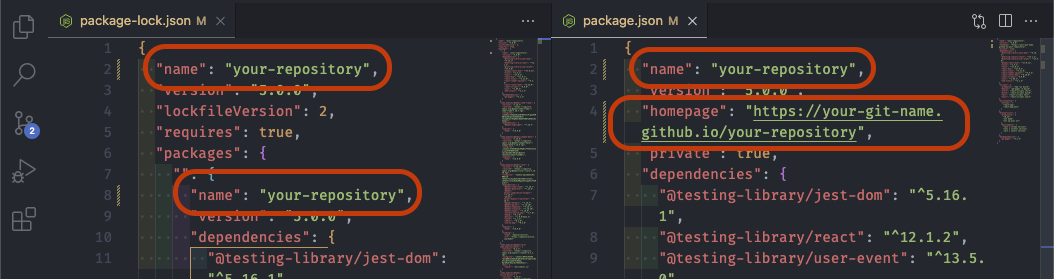 package-lock.json M
1 {
2 "name": "your-repository",
3 "version": "5.0.0",
4 "lockfileVersion": 2,
5 "requires": true,
6 "packages": {
7 "": {
8 "name": "your-repository",
9 "version": "5.0.0",
10 "dependencies": {
11 "@testing-library/jest-dom":
"^5.16.1"
2
package.json M
1 {
2 "name": "your-repository",
3 "version": "5.0.0",
4 "homepage": "https://your-git-name.
github.io/your-repository",
5 "private": true,
6 "dependencies": {
7 "@testing-library/jest-dom": "^5.16.
1",
8 "@testing-library/react": "^12.1.2",
9 "@testing-library/user-event": "^13.5.
0"